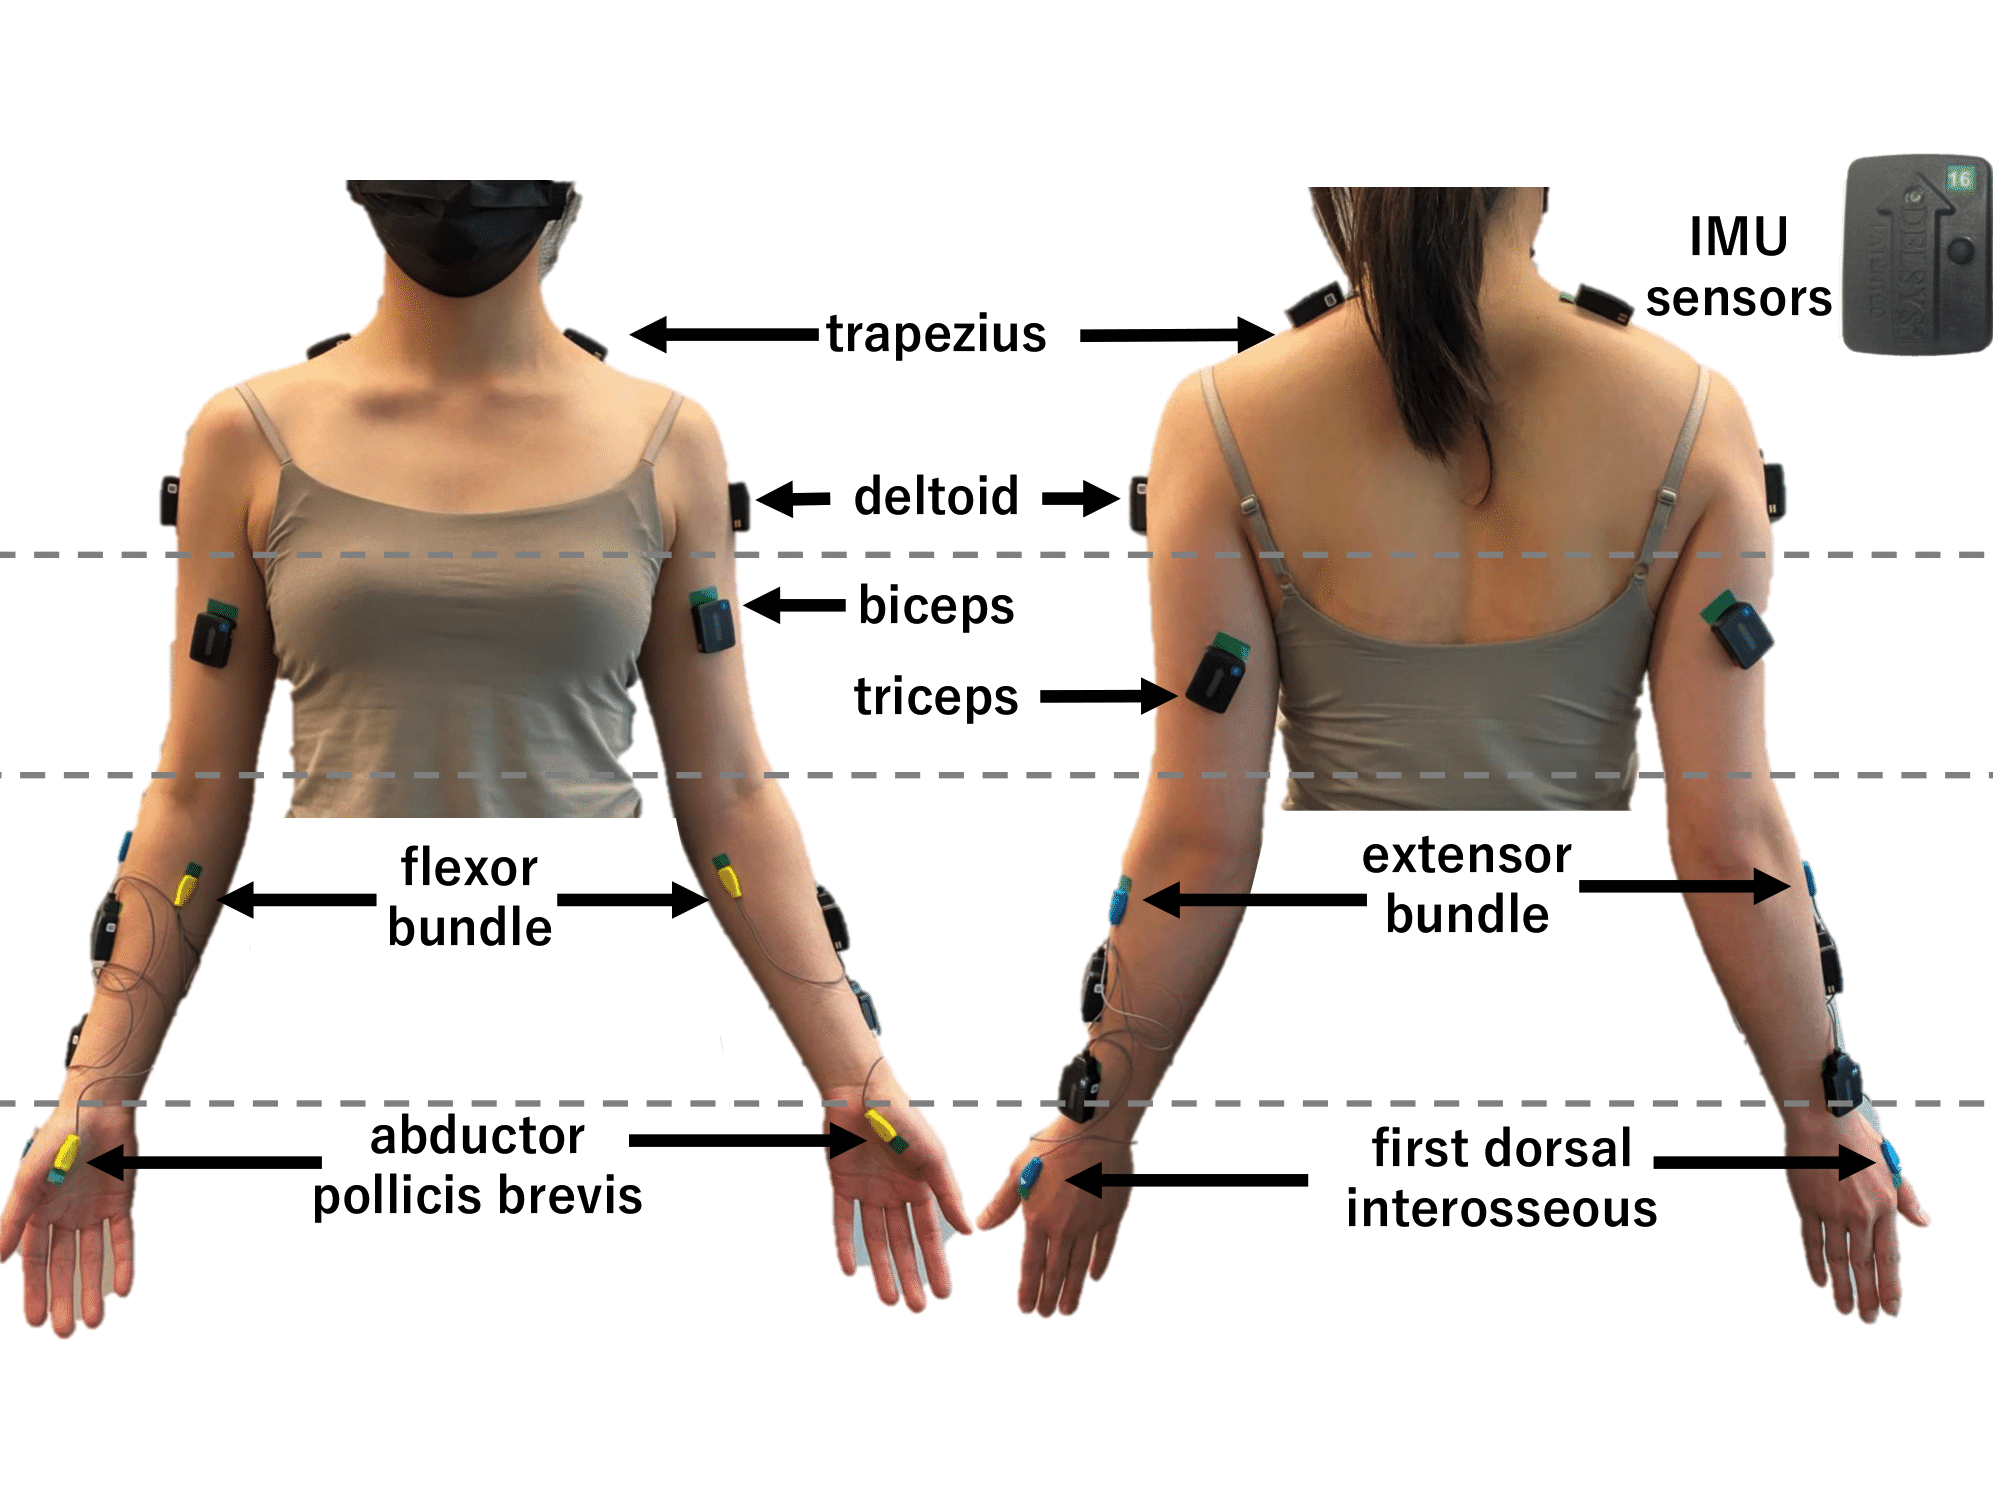 16
IMU
sensors
DELSYS
trapezius
deltoid
biceps
triceps
flexor
bundle
extensor
bundle
abductor
pollicis brevis
first dorsal
interosseous